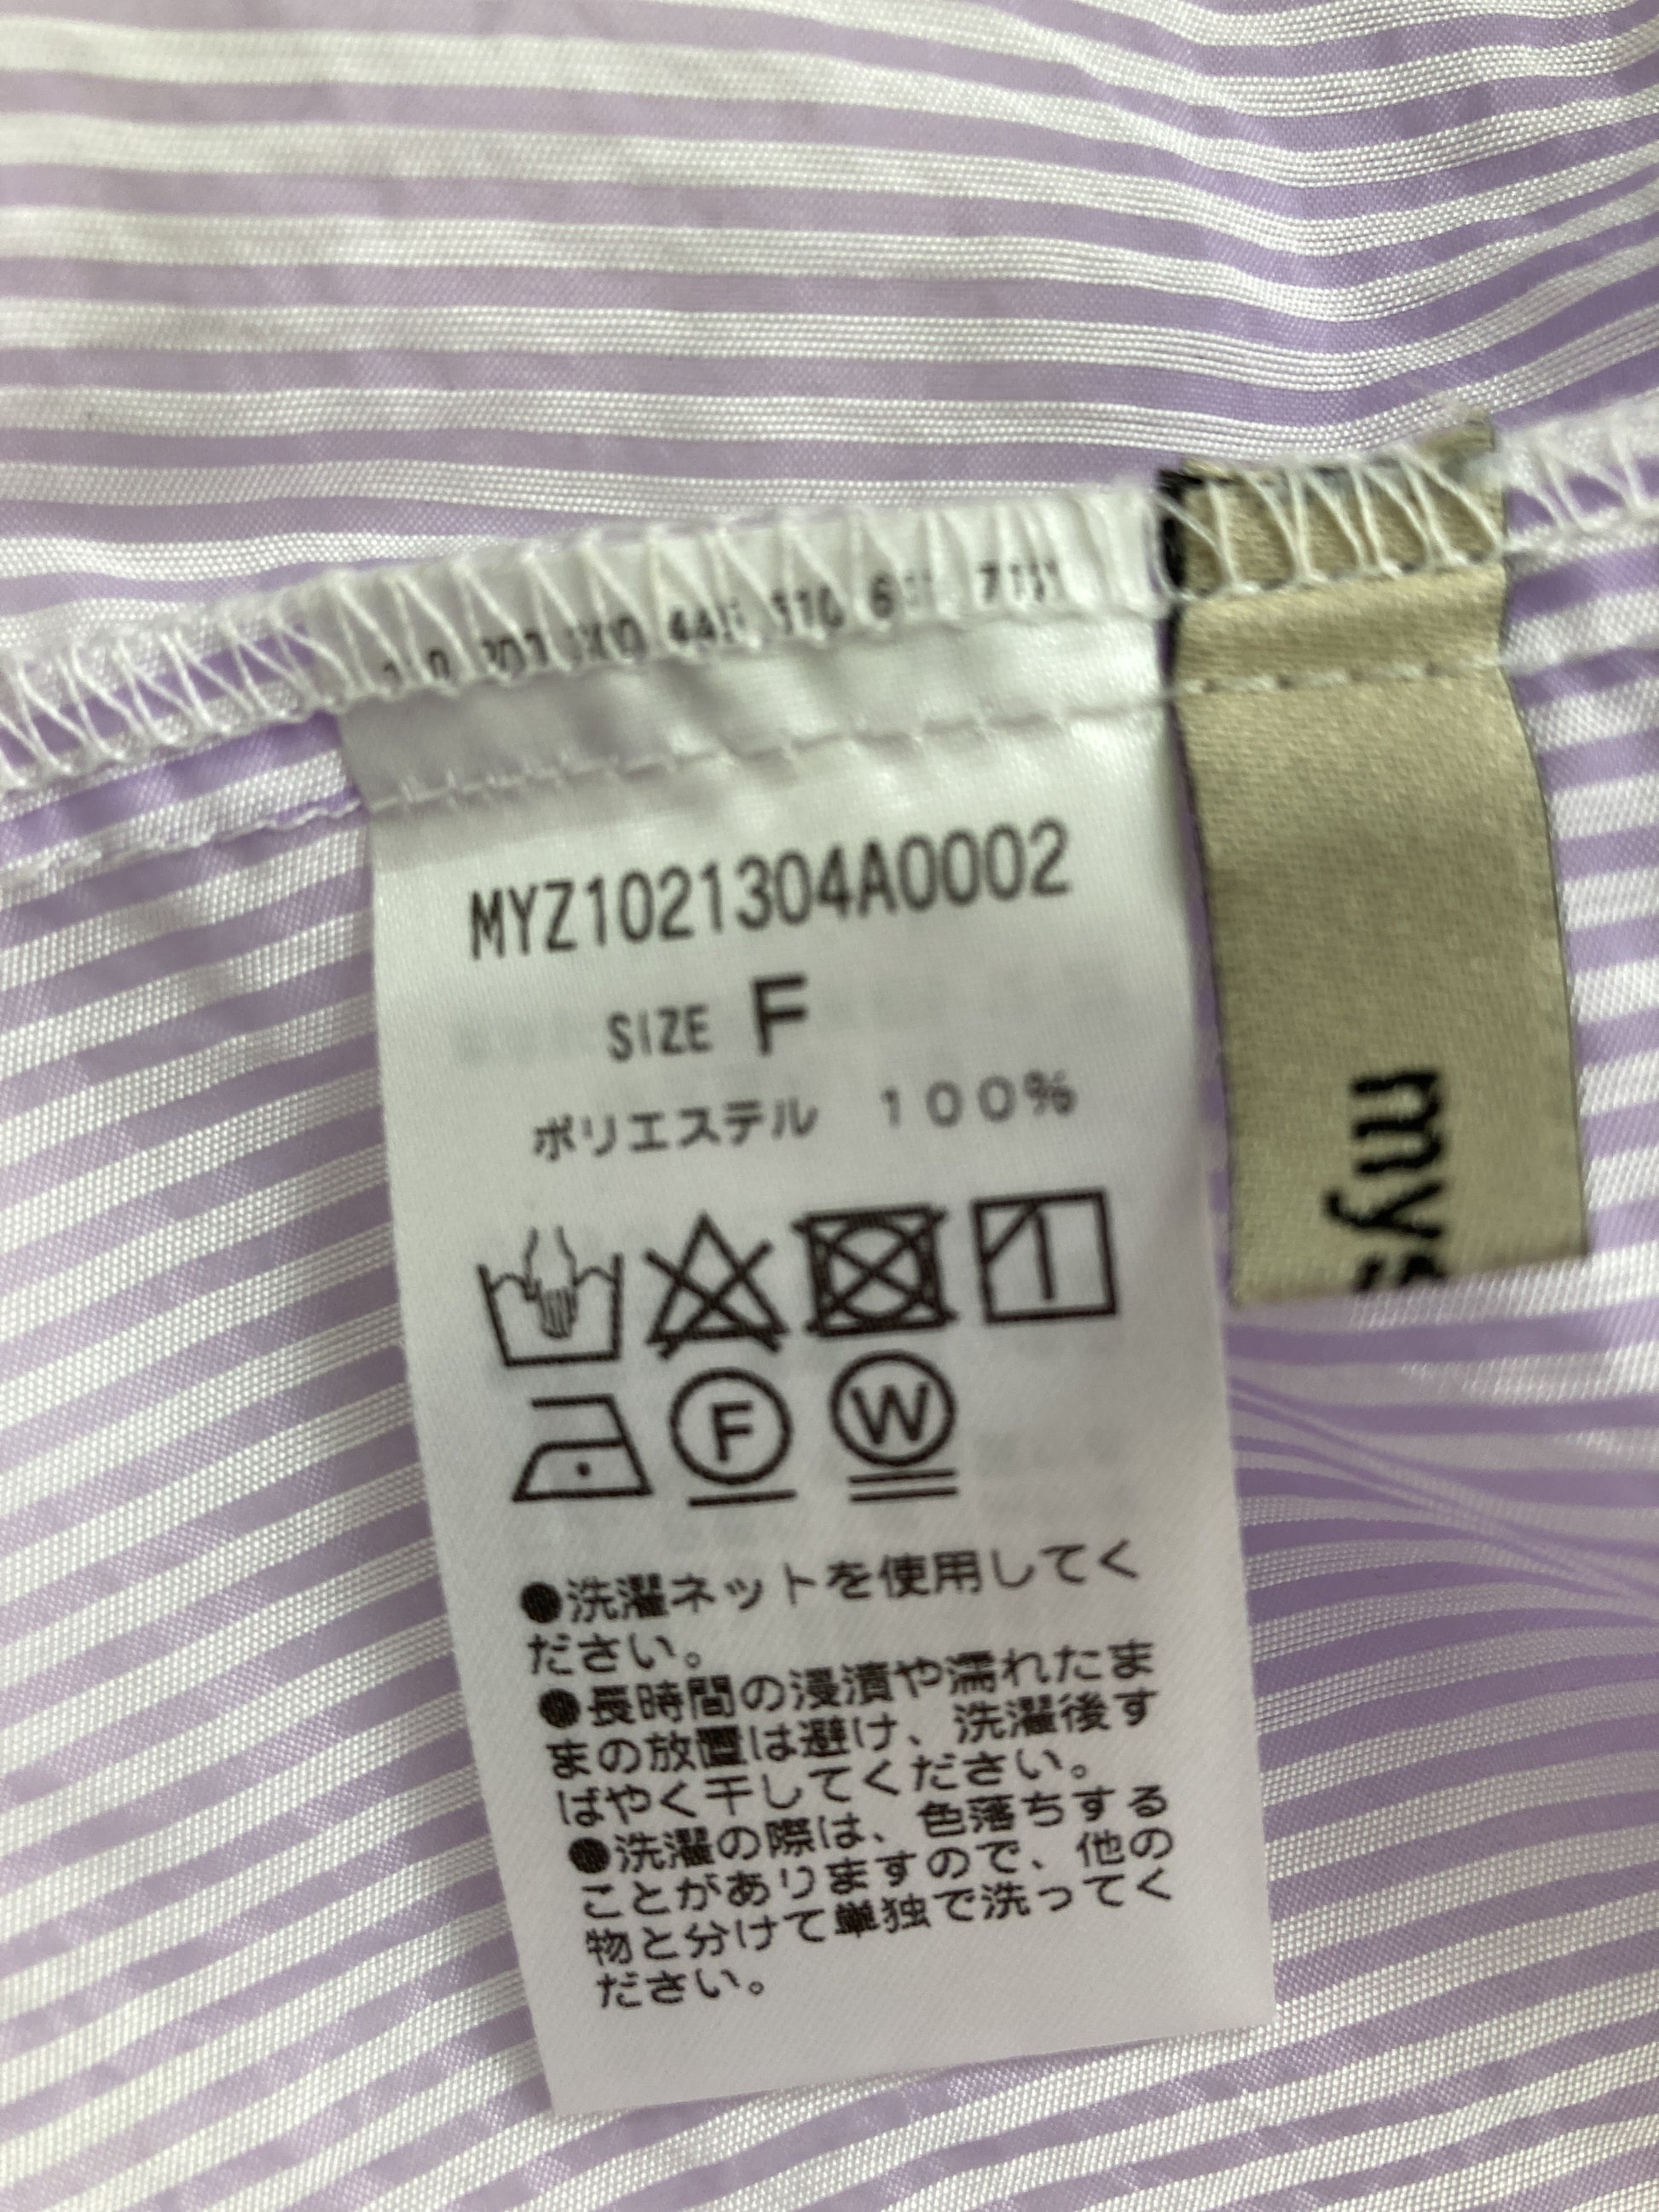 MYZ1021304A0002
SIZE F
ポリエステル 100%
F W
●洗濯ネットを使用してく
ださい。
●長時間の浸漬や濡れたま
まの放置は避け、洗濯後す
ばやく干してください。
●洗濯の際は、色落ちする
ことがありますので、他の
物と分けて単独で洗ってく
ださい。
mys